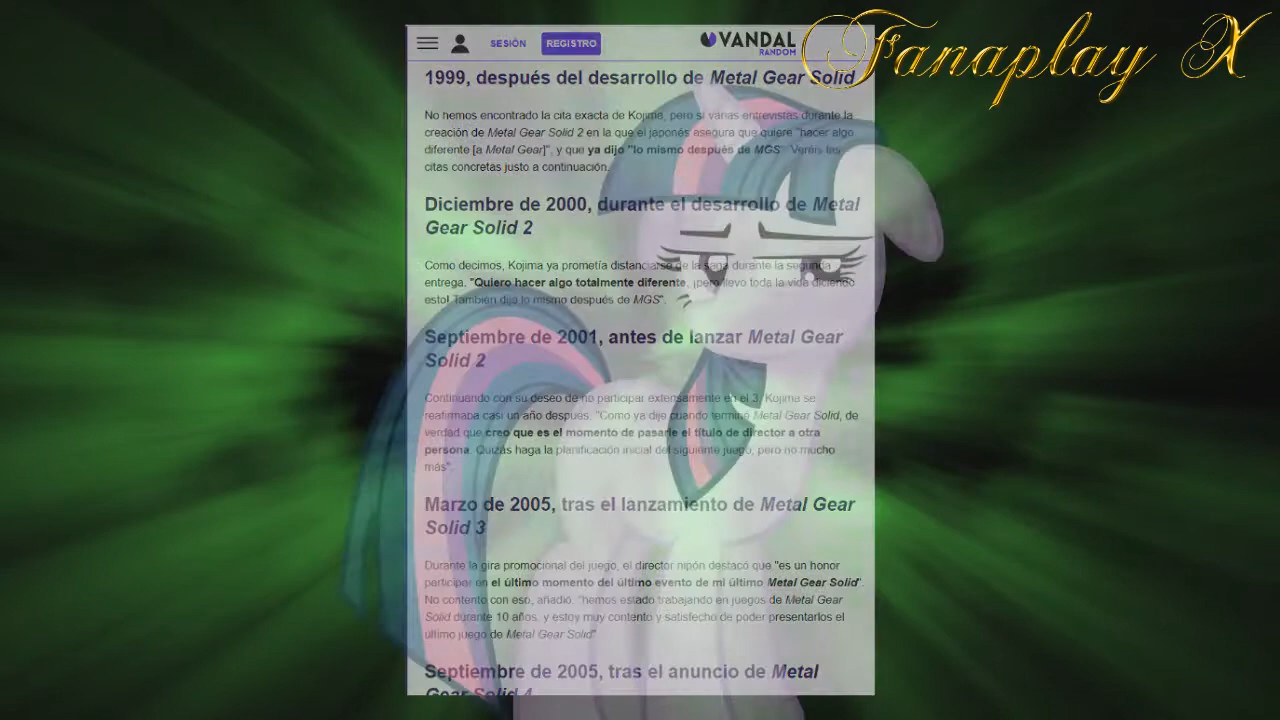 SESIÓN REGISTRO VANDAL
RANDOM
Fanaplay X
1999, después del desarrollo de Metal Gear Solid
No hemos encontrado la cita exacta de Kojima, pero sí varias entrevistas durante la
creación de Metal Gear Solid 2 en la que el japonés asegura que quiere "hacer algo
diferente [a Metal Gear]", y que ya dijo "lo mismo después de MGS" Veréis las
citas concretas justo a continuación.
Diciembre de 2000, durante el desarrollo de Metal
Gear Solid 2
Como decimos, Kojima ya prometía distanciarse de la saga durante la segunda
entrega, "Quiero hacer algo totalmente diferente, ¡pero llevo toda la vida diciendo
esto! También dijo lo mismo después de MGS".
Septiembre de 2001, antes de lanzar Metal Gear
Solid 2
Continuando con su deseo de no participar extensamente en el 3, Kojima se
reafirmaba casi un año después. "Como ya dije cuando terminé Metal Gear Solid, de
verdad que creo que es el momento de pasarle el título de director a otra
persona. Quizás haga la planificación inicial del siguiente juego, pero no mucho
más"
Marzo de 2005, tras el lanzamiento de Metal Gear
Solid 3
Durante la gira promocional del juego, el director nipón destacó que "es un honor
participar en el último momento del último evento de mi último Metal Gear Solid".
No contento con eso, añadió: "hemos estado trabajando en juegos de Metal Gear
Solid durante 10 años, y estoy muy contento y satisfecho de poder presentarlos el
último juego de Metal Gear Solid"
Septiembre de 2005, tras el anuncio de Metal
Gear Solid 4